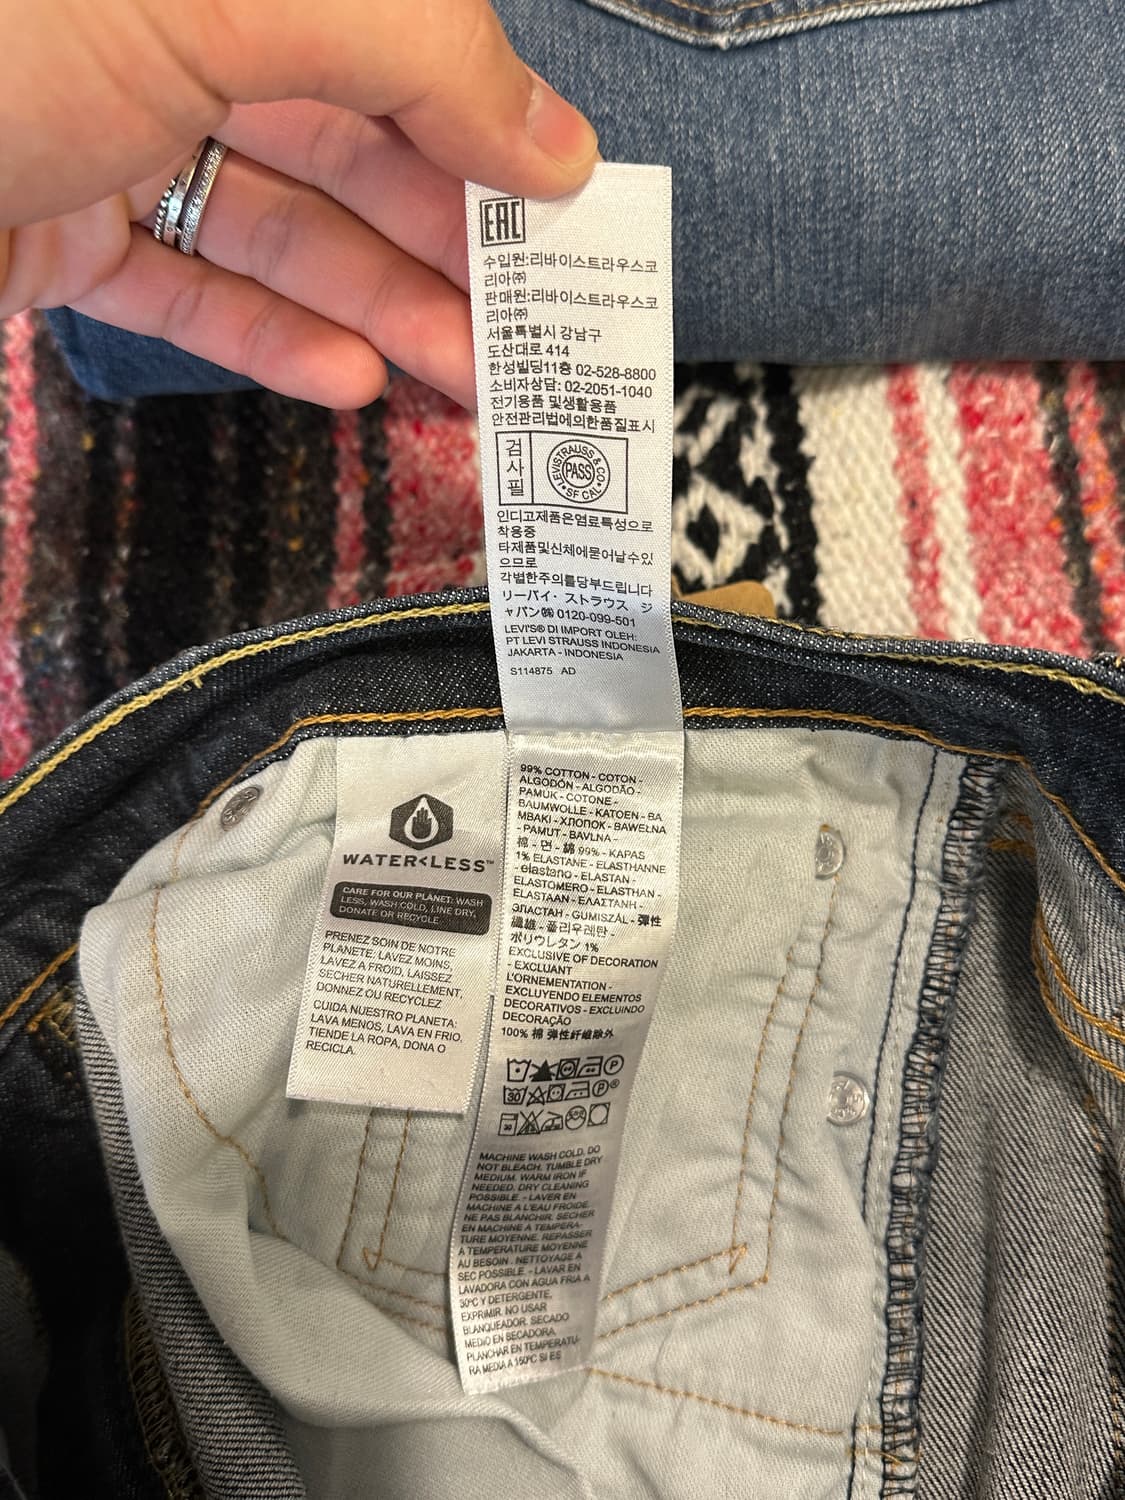 EAC
수입원:리바이스트라우스코
리아㈜
판매원:리바이스트라우스코
리아㈜
서울특별시 강남구
도산대로 414
한성빌딩11층 02-528-8800
소비자상담: 02-2051-1040
전기용품 및생활용품
안전관리법에의한품질표시
검사필
LEVI STRAUSS & CO
PASS
SF CAL
인디고제품은염료특성으로
착용중
타제품및신체에묻어날수있
으므로
각별한주의를당부드립니다
リーバイ・ストラウス ジ
ャパン㈱ 0120-099-501
LEVI'S® DI IMPORT OLEH:
PT LEVI STRAUSS INDONESIA
JAKARTA - INDONESIA
S114875 AD
WATER<LESS™
CARE FOR OUR PLANET: WASH
LESS, WASH COLD, LINE DRY,
DONATE OR RECYCLE.
PRENEZ SOIN DE NOTRE
PLANETE: LAVEZ MOINS,
LAVEZ A FROID, LAISSEZ
SECHER NATURELLEMENT,
DONNEZ OU RECYCLEZ
CUIDA NUESTRO PLANETA:
LAVA MENOS, LAVA EN FRIO,
TIENDE LA ROPA, DONA O
RECICLA.
99% COTTON - COTON -
ALGODÓN - ALGODÃO -
PAMUK - COTONE -
BAUMWOLLE - KATOEN - BA
MBAKI - ХЛОПОК - BAWEŁNA
- PAMUT - BAVLNA -
棉 - 면 - 綿 99% - KAPAS
1% ELASTANE - ELASTHANNE
- elastano - ELASTAN -
ELASTOMERO - ELASTHAN -
ELASTAAN - ΕΛΑΣΤΑΝΗ -
ЭЛАСТАН - GUMISZÁL - 彈性
纖維 - 폴리우레탄 -
ポリウレタン 1%
EXCLUSIVE OF DECORATION
- EXCLUANT
L'ORNEMENTATION -
EXCLUYENDO ELEMENTOS
DECORATIVOS - EXCLUINDO
DECORAÇÃO
100% 棉 弹性纤维除外
P
30 P®
MACHINE WASH COLD. DO
NOT BLEACH. TUMBLE DRY
MEDIUM. WARM IRON IF
NEEDED. DRY CLEANING
POSSIBLE. - LAVER EN
MACHINE A L'EAU FROIDE.
NE PAS BLANCHIR. SECHER
EN MACHINE A TEMPERA-
TURE MOYENNE. REPASSER
A TEMPERATURE MOYENNE
AU BESOIN . NETTOYAGE A
SEC POSSIBLE. - LAVAR EN
LAVADORA CON AGUA FRIA A
30ºC Y DETERGENTE.
EXPRIMIR. NO USAR
BLANQUEADOR. SECADO
MEDIO EN SECADORA.
PLANCHAR EN TEMPERATU-
RA MEDIA A 150ºC SI ES